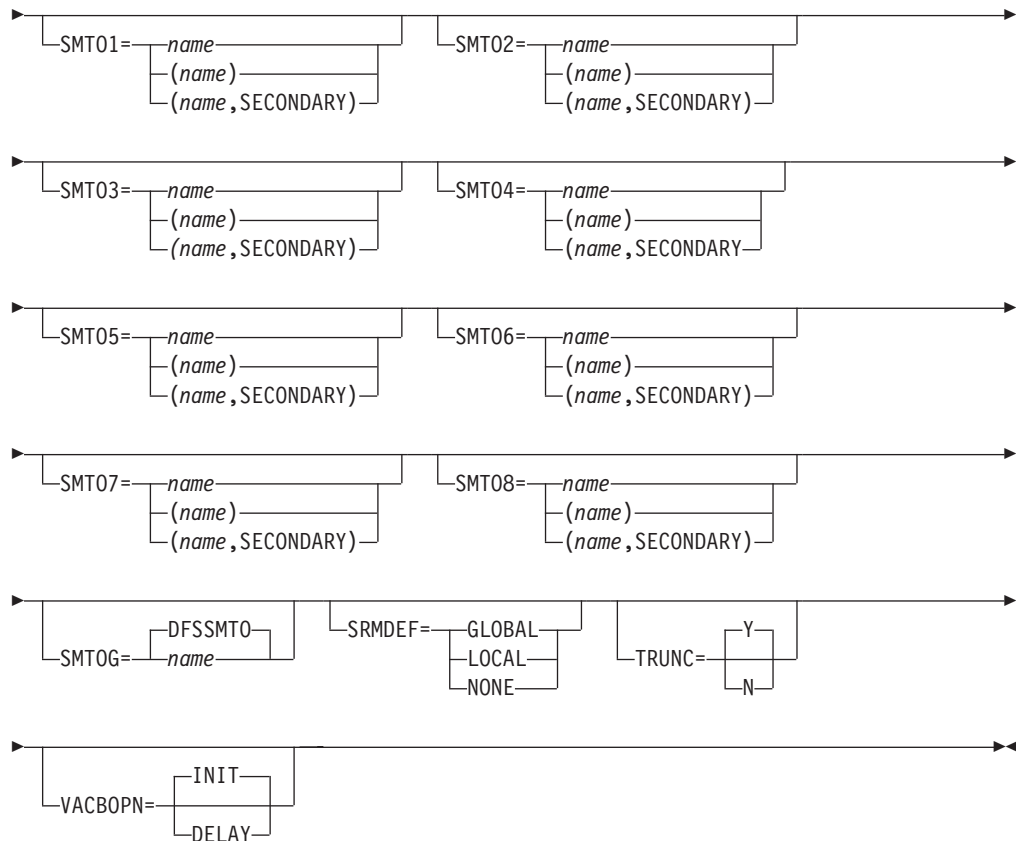 SMTO1= name SMTO2= name
(name) (name)
(name,SECONDARY) (name,SECONDARY)
SMTO3= name SMTO4= name
(name) (name)
(name,SECONDARY) (name,SECONDARY
SMTO5= name SMTO6= name
(name) (name)
(name,SECONDARY) (name,SECONDARY)
SMTO7= name SMTO8= name
(name) (name)
(name,SECONDARY) (name,SECONDARY)
DFSSMTO SRMDEF= GLOBAL Y
SMTOG= name LOCAL TRUNC=
NONE N
INIT
VACBOPN=
DELAY